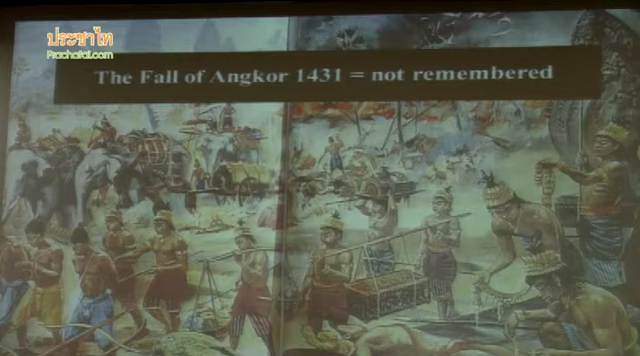 ประชาไท
Prachatai.com
The Fall of Angkor 1431 = not remembered